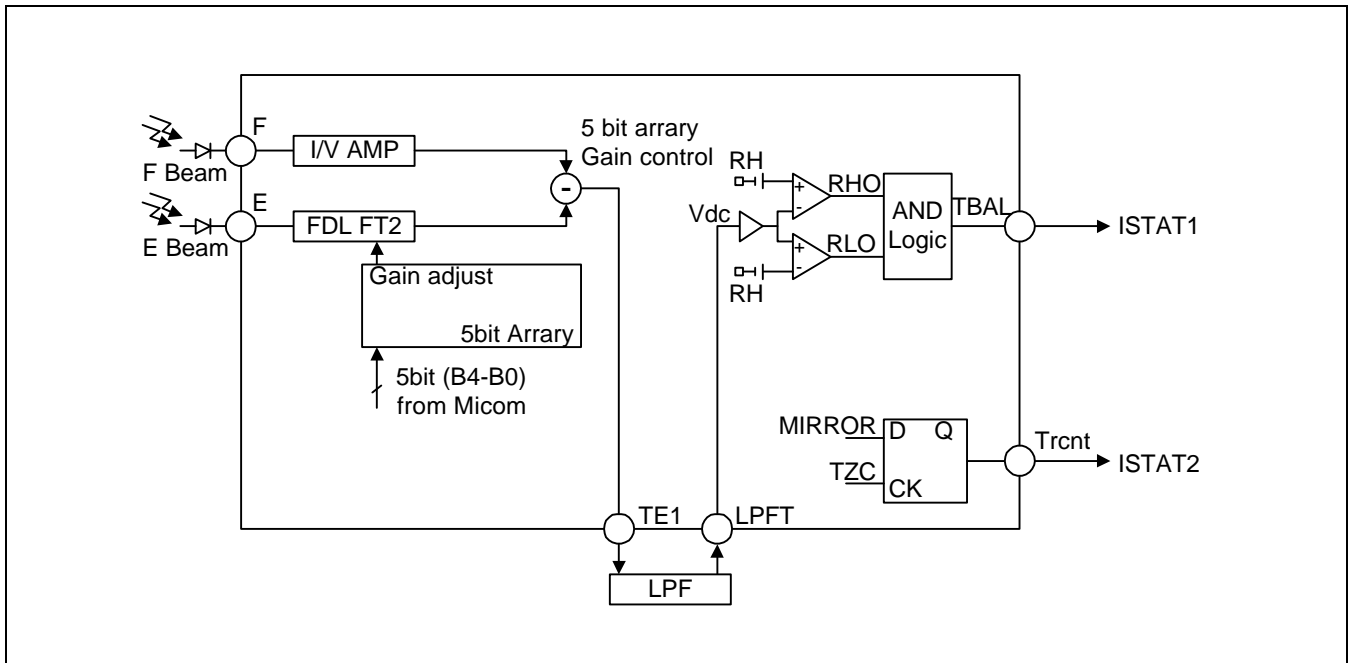 F
I/V AMP
F Beam
E
FDL FT2
E Beam
5 bit arrary
Gain control
Gain adjust
5bit Arrary
5bit (B4-B0)
from Micom
-
RH
+
-
RHO
Vdc
+
-
RLO
RH
AND
Logic
TBAL
ISTAT1
MIRROR
D
Q
TZC
CK
Trcnt
ISTAT2
TE1
LPFT
LPF